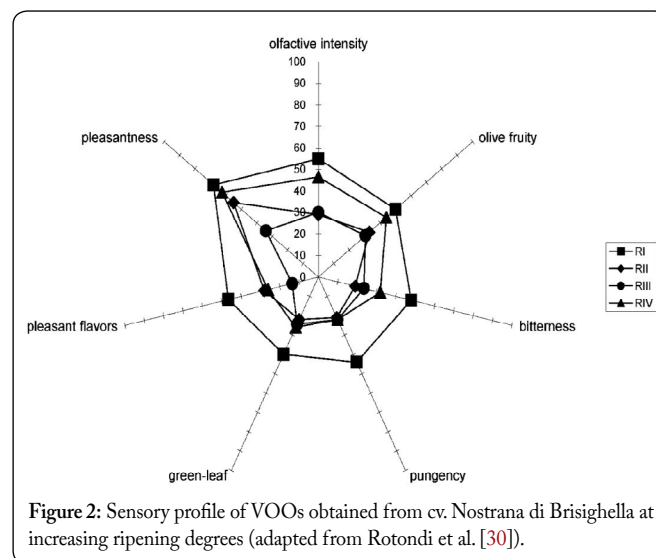 olfactive intensity
100
90
80
70
60
50
40
30
20
10
0
pleasantness
olive fruity
RI
RII
RIII
RIV
pleasant flavors
bitterness
green-leaf
pungency
Figure 2: Sensory profile of VOOs obtained from cv. Nostrana di Brisighella at
increasing ripening degrees (adapted from Rotondi et al. [30]).